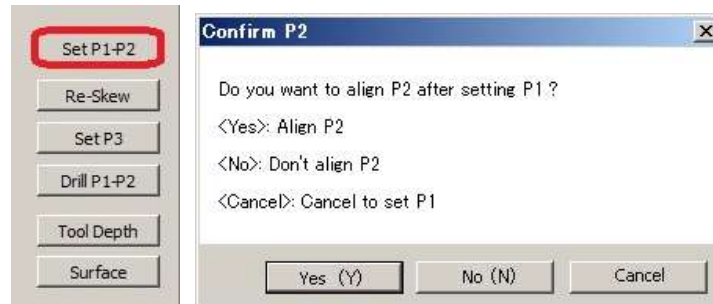 Set P1-P2
Re-Skew
Set P3
Drill P1-P2
Tool Depth
Surface
Confirm P2
Do you want to align P2 after setting P1 ?
<Yes>: Align P2
<No>: Don't align P2
<Cancel>: Cancel to set P1
Yes (Y)
No (N)
Cancel